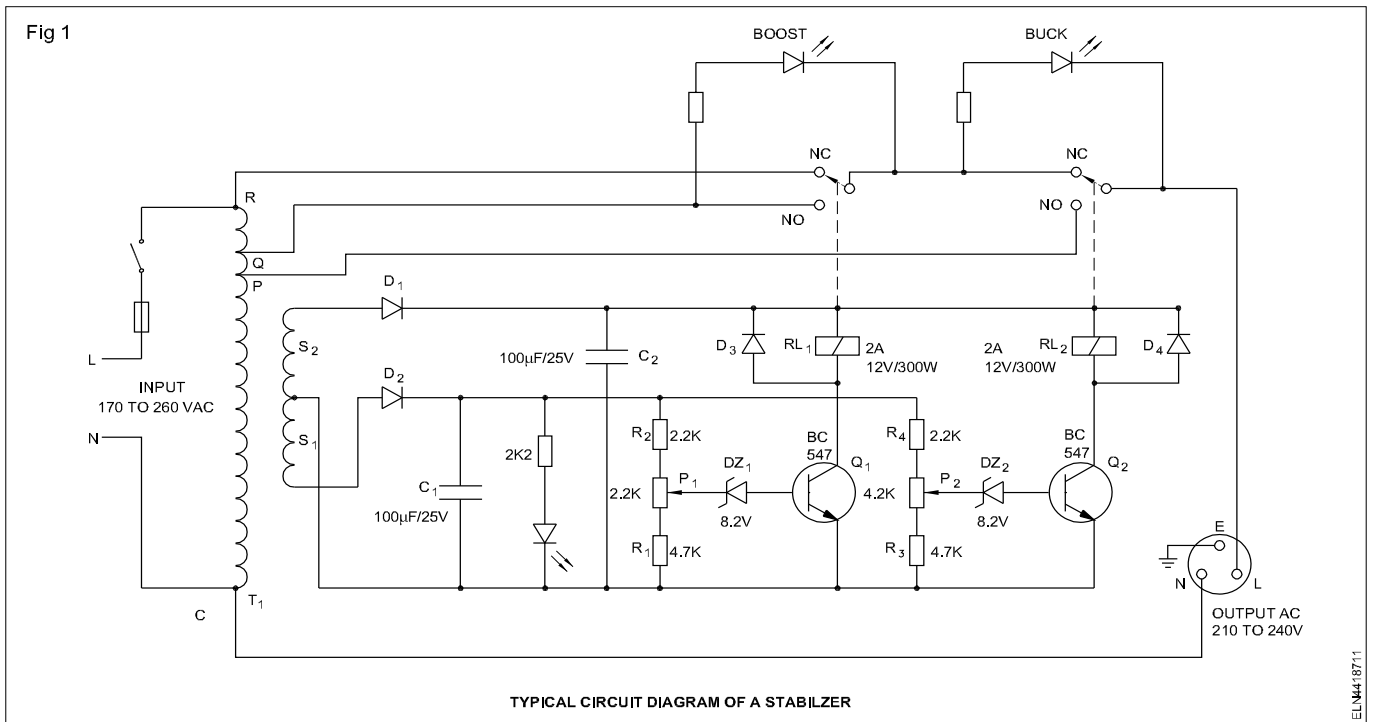 Fig 1
BOOST
BUCK
NC
NC
NO
NO
R
Q
P
D1
S2
D3
RL1
2A
12V/300W
2A
12V/300W
RL2
D4
100µF/25V
C2
L
INPUT
170 TO 260 VAC
N
D2
S1
R2
2.2K
R4
2.2K
BC
547
BC
547
2K2
P1
DZ1
Q1
P2
DZ2
Q2
C1
100µF/25V
2.2K
8.2V
4.2K
8.2V
R1
4.7K
R3
4.7K
E
N
L
C
T1
OUTPUT AC
210 TO 240V
TYPICAL CIRCUIT DIAGRAM OF A STABILZER
ELN4418711